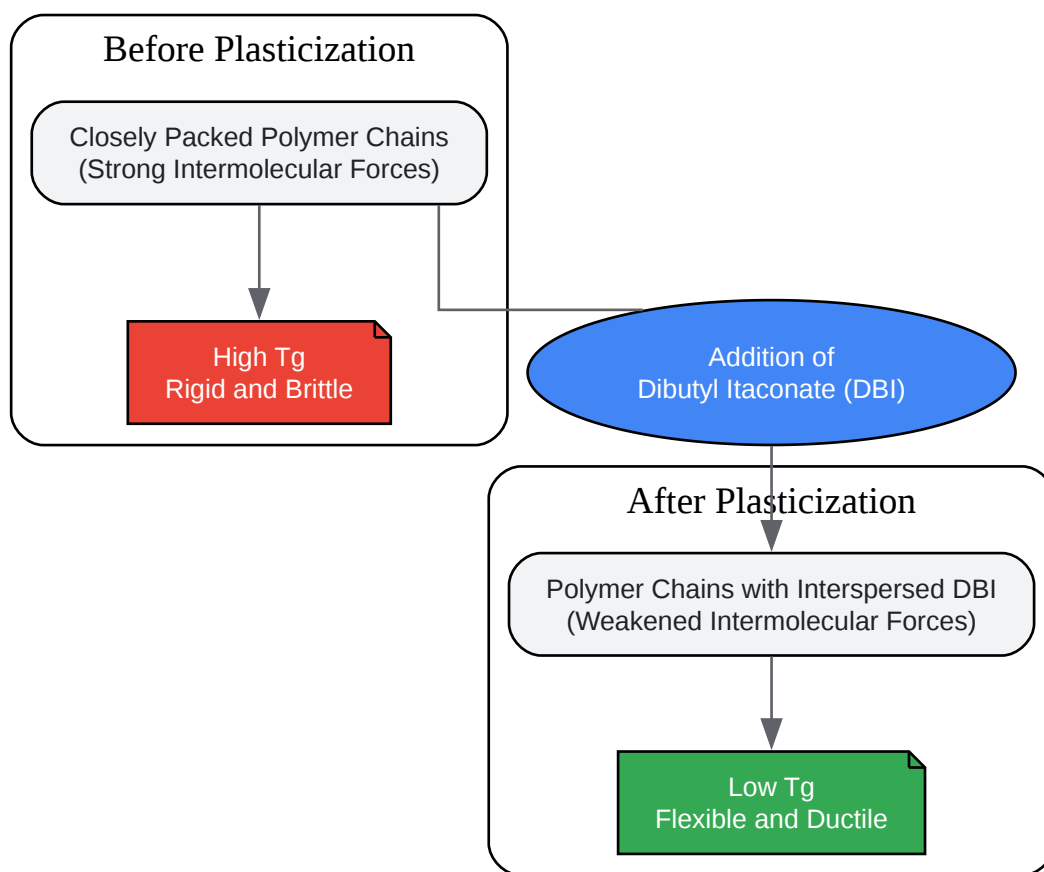 Before Plasticization
Closely Packed Polymer Chains
(Strong Intermolecular Forces)
High Tg
Rigid and Brittle
Addition of
Dibutyl Itaconate (DBI)
After Plasticization
Polymer Chains with Interspersed DBI
(Weakened Intermolecular Forces)
Low Tg
Flexible and Ductile